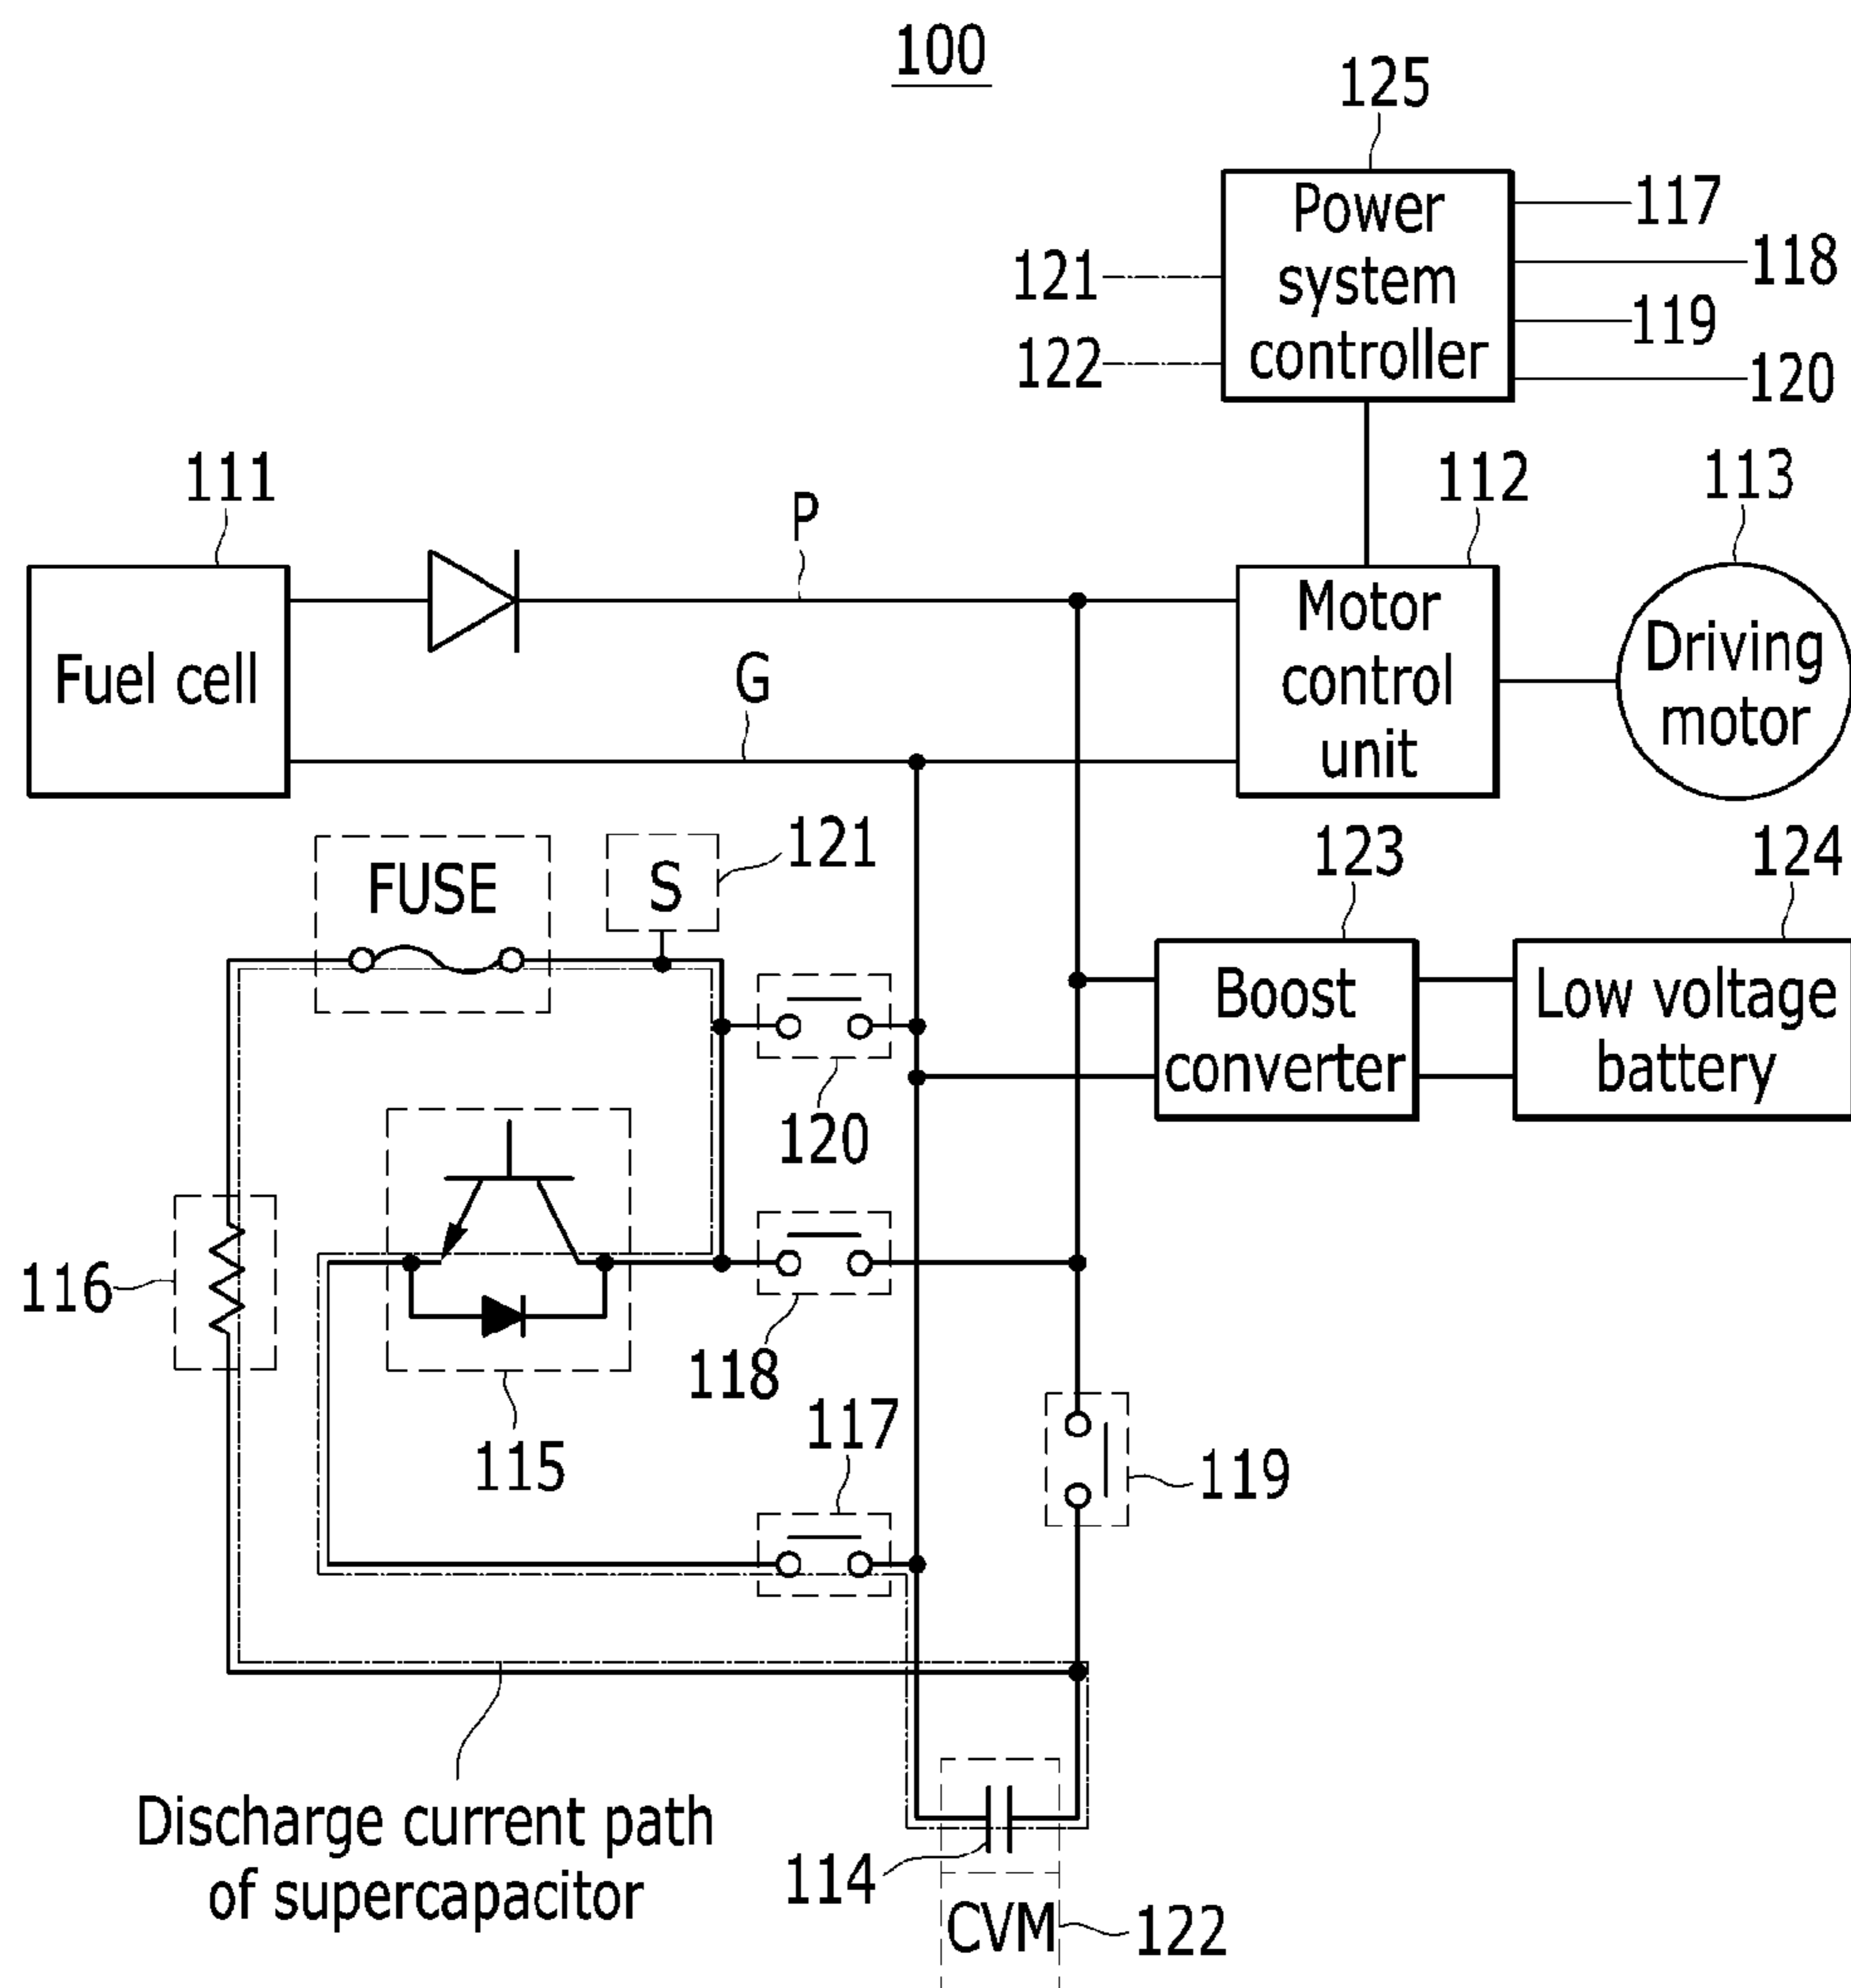 100
125
Power
system
controller
117
118
119
120
121
122
111
P
112
113
Fuel cell
G
Motor
control
unit
Driving
motor
FUSE
S
121
123
124
Boost
converter
Low voltage
battery
120
116
118
115
117
119
Discharge current path
of supercapacitor
114
CVM
122